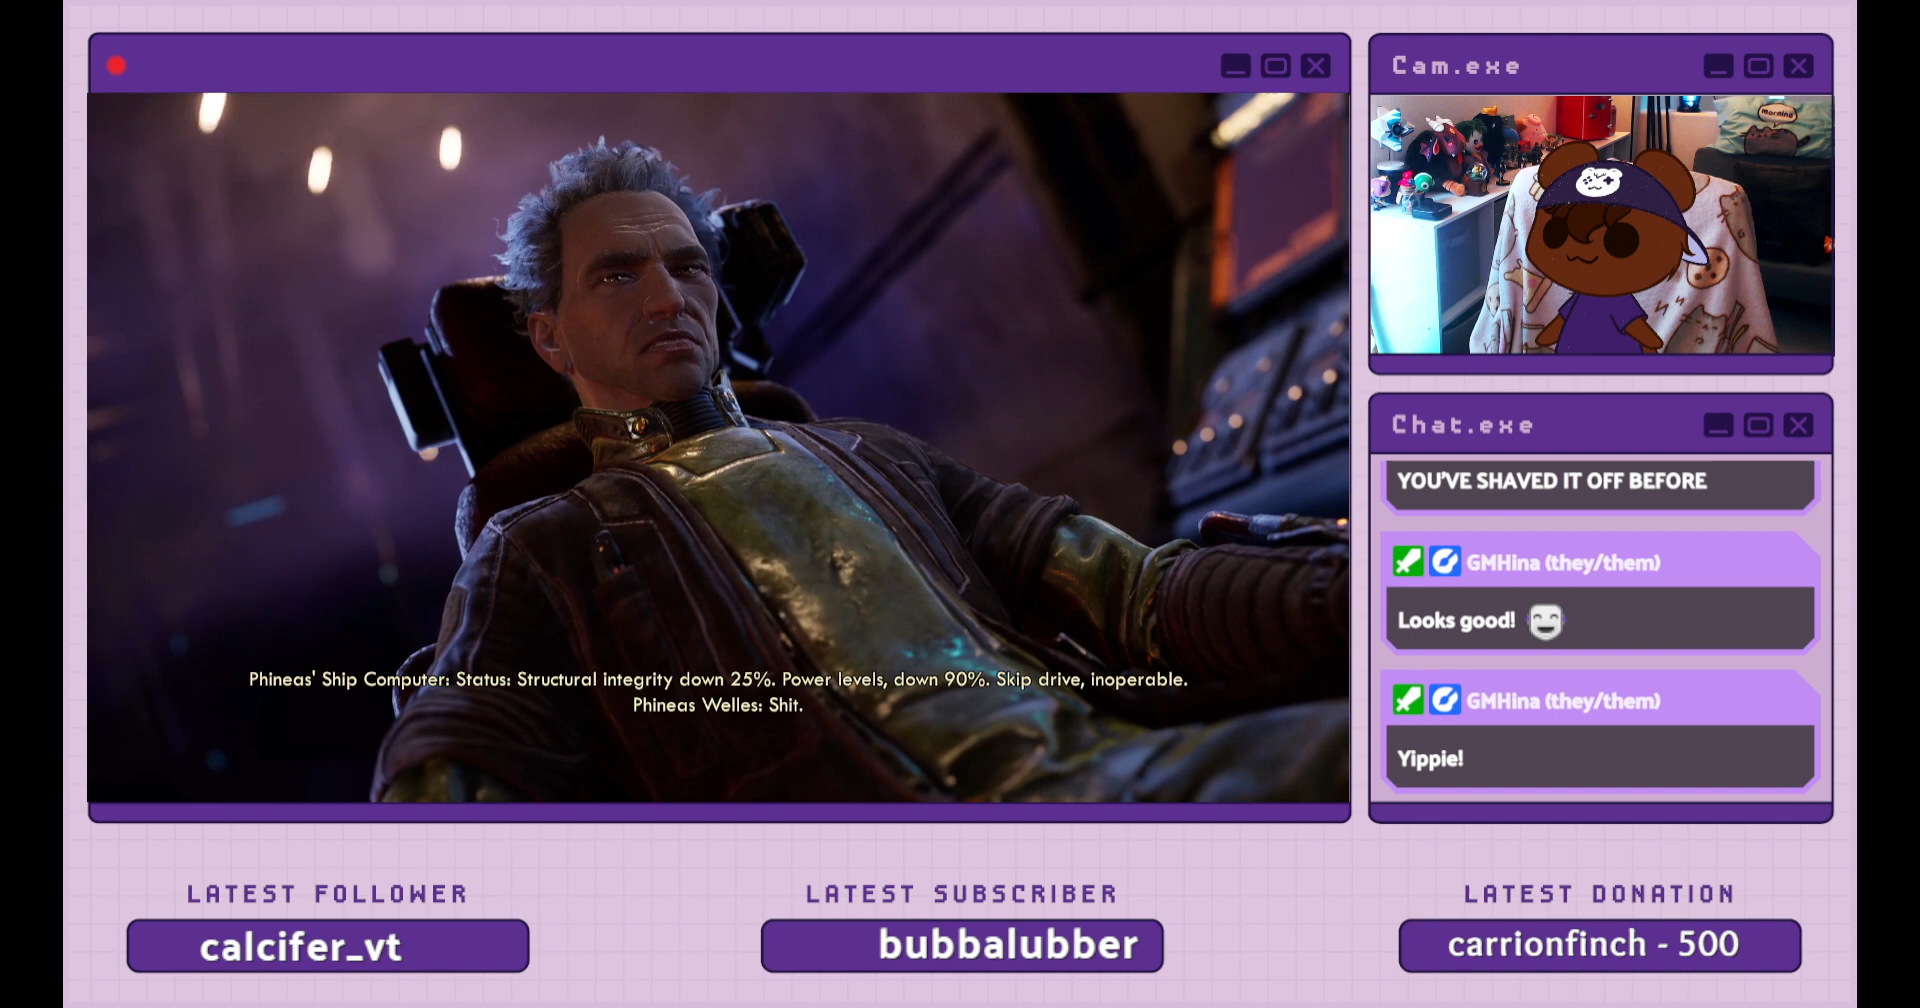 Cam.exe
morning
Phineas' Ship Computer: Status: Structural integrity down 25%. Power levels, down 90%. Skip drive, inoperable.
Phineas Welles: Shit.
Chat.exe
YOU'VE SHAVED IT OFF BEFORE
GMHina (they/them)
Looks good!
GMHina (they/them)
Yippie!
LATEST FOLLOWER
calcifer_vt
LATEST SUBSCRIBER
bubbalubber
LATEST DONATION
carrionfinch - 500